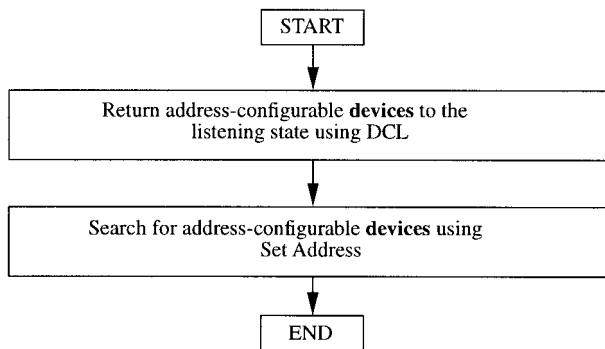 START
Return address-configurable devices to the
listening state using DCL
Search for address-configurable devices using
Set Address
END